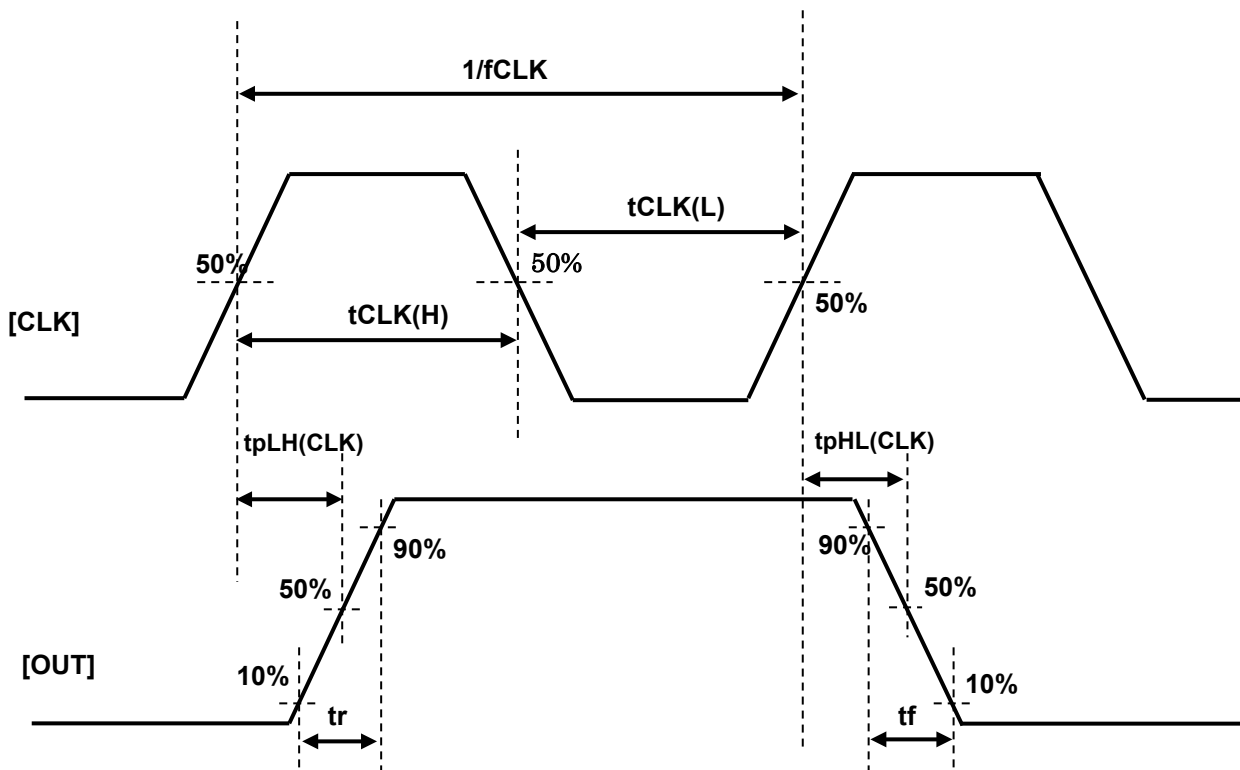 1/fCLK
tCLK(L)
50%
50%
50%
tCLK(H)
[CLK]
tpLH(CLK)
tpHL(CLK)
90%
90%
50%
50%
[OUT]
10%
10%
tr
tf